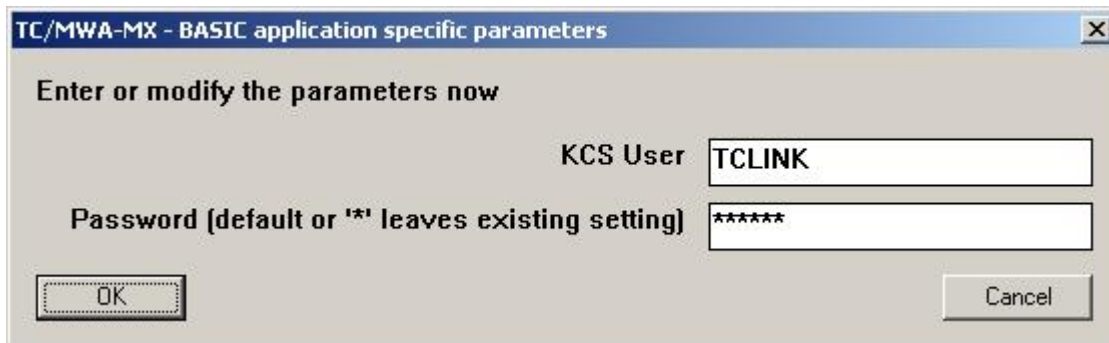 TC/MWA-MX - BASIC application specific parameters
Enter or modify the parameters now
KCS User TCLINK
Password (default or '*' leaves existing setting) ******
OK Cancel